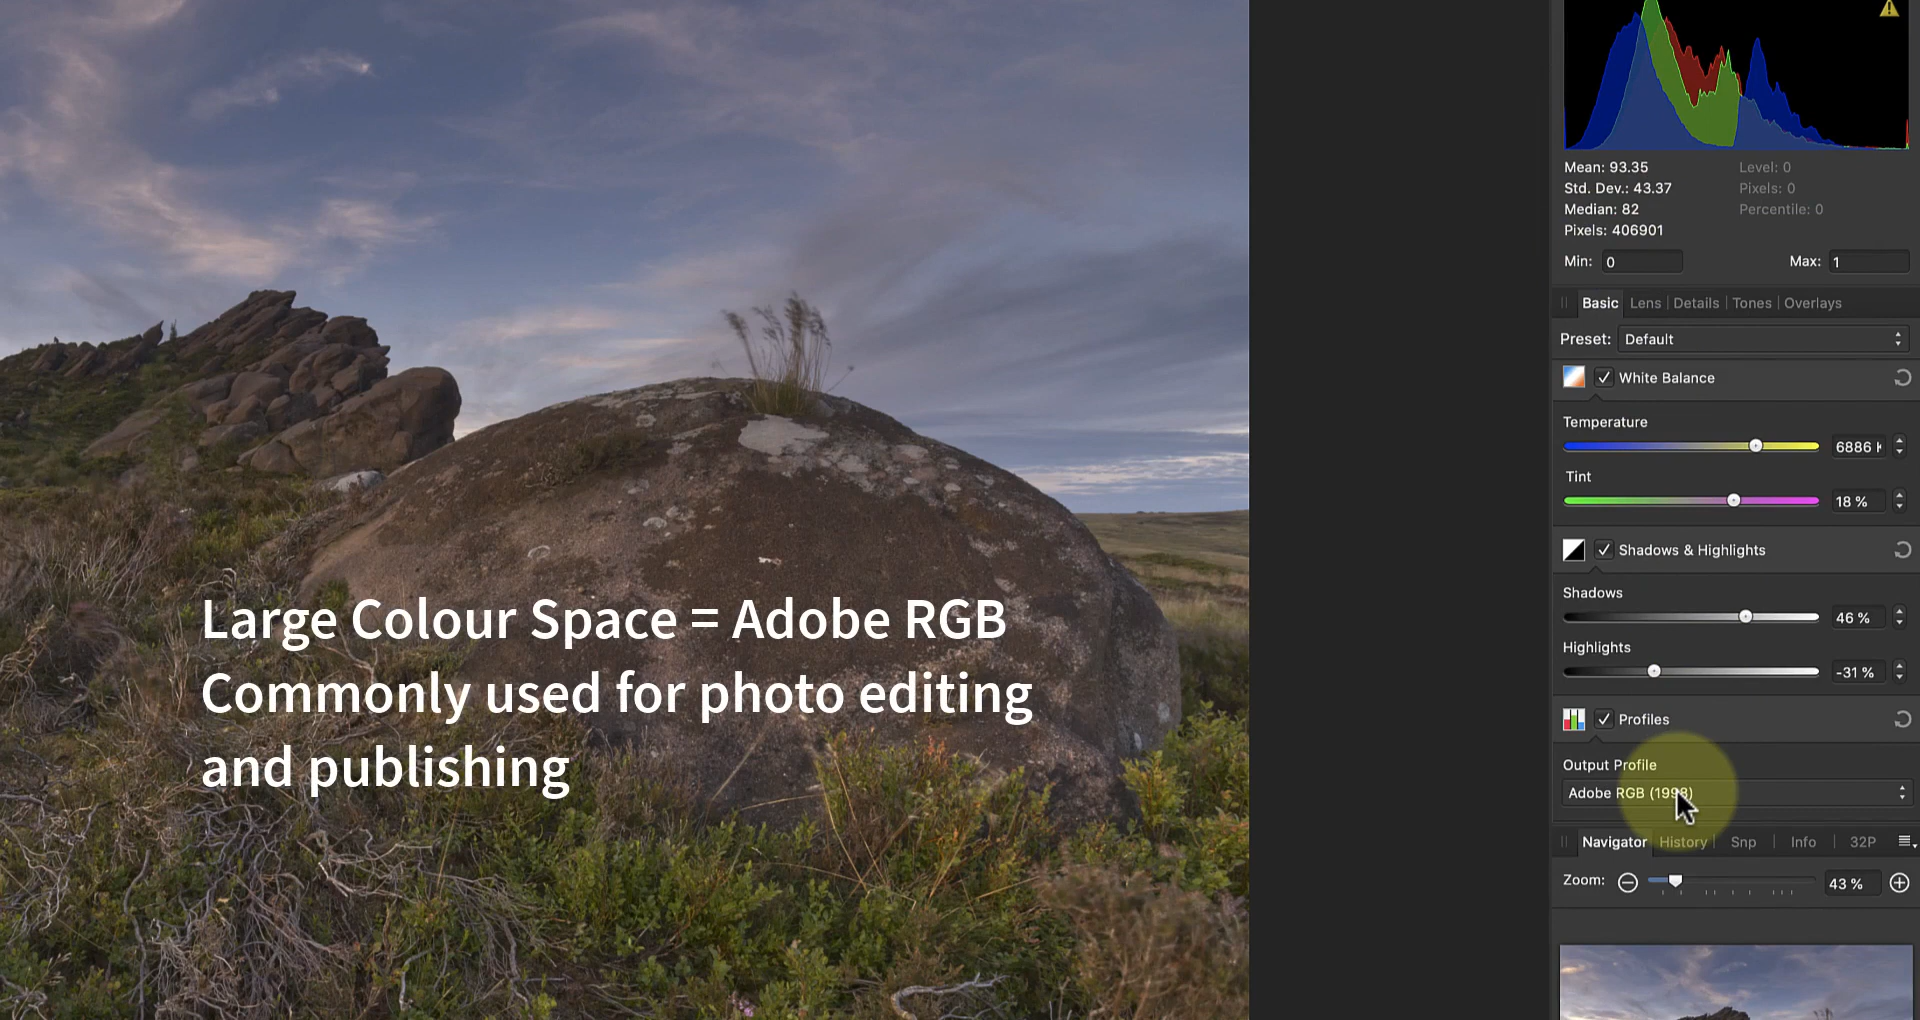 Mean: 93.35 Level: 0
Std. Dev.: 43.37 Pixels: 0
Median: 82 Percentile: 0
Pixels: 406901
Min: 0 Max: 1
Basic Lens Details Tones Overlays
Preset: Default
White Balance
Temperature
6886 K
Tint
18 %
Shadows & Highlights
Shadows
46 %
Highlights
-31 %
Profiles
Output Profile
Adobe RGB (1998)
Navigator History Snp Info 32P
Zoom: 43 %
Large Colour Space = Adobe RGB
Commonly used for photo editing
and publishing